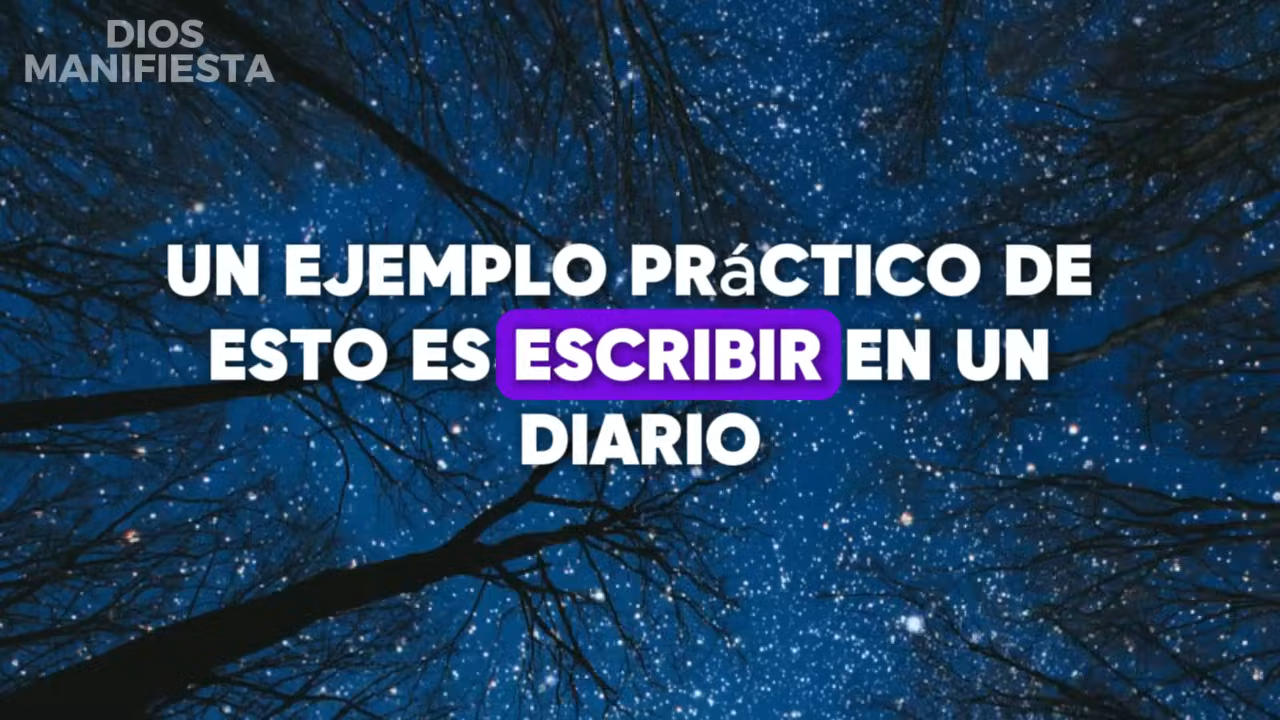 DIOS
MANIFIESTA
UN EJEMPLO PRáCTICO DE
ESTO ES ESCRIBIR EN UN
DIARIO